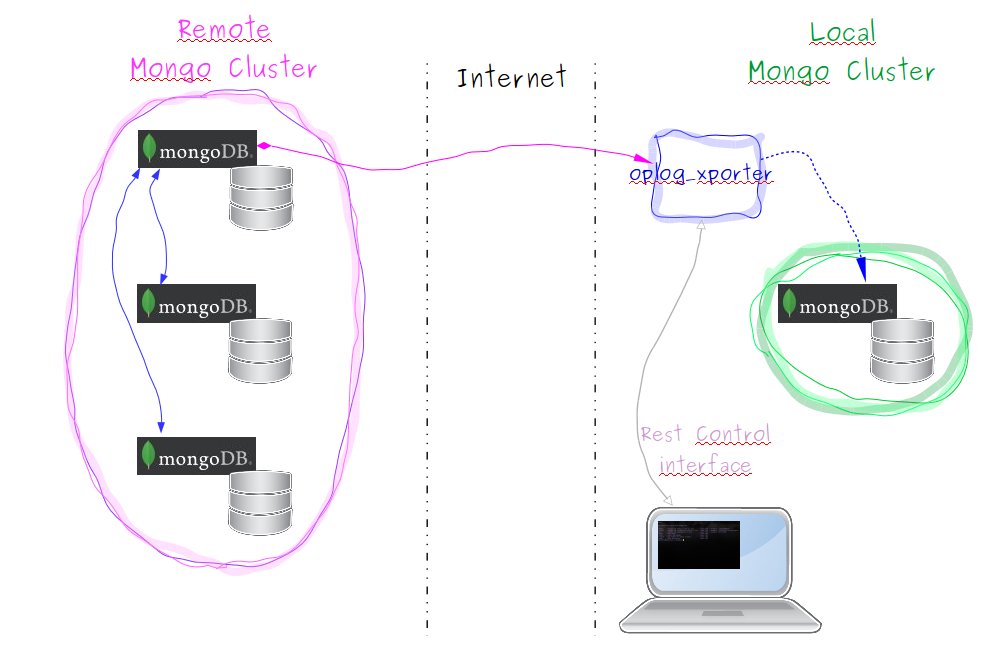 Remote
Mongo Cluster
Internet
Local
Mongo Cluster
mongoDB®
oplog_xporter
mongoDB®
mongoDB®
mongoDB®
Rest Control
interface